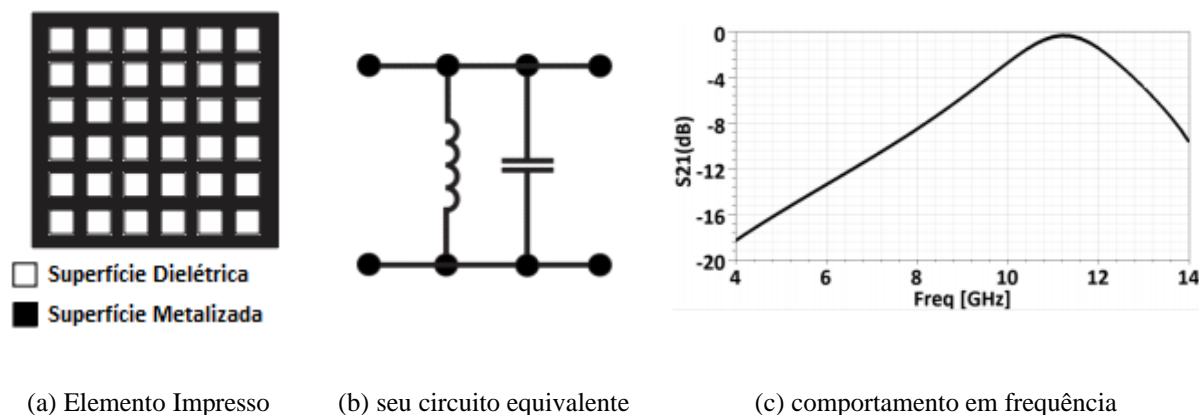 Superfície Dielétrica
Superfície Metalizada
S21(dB)
0
-4
-8
-12
-16
-20
4
6
8
10
12
14
Freq [GHz]
(a) Elemento Impresso
(b) seu circuito equivalente
(c) comportamento em frequência